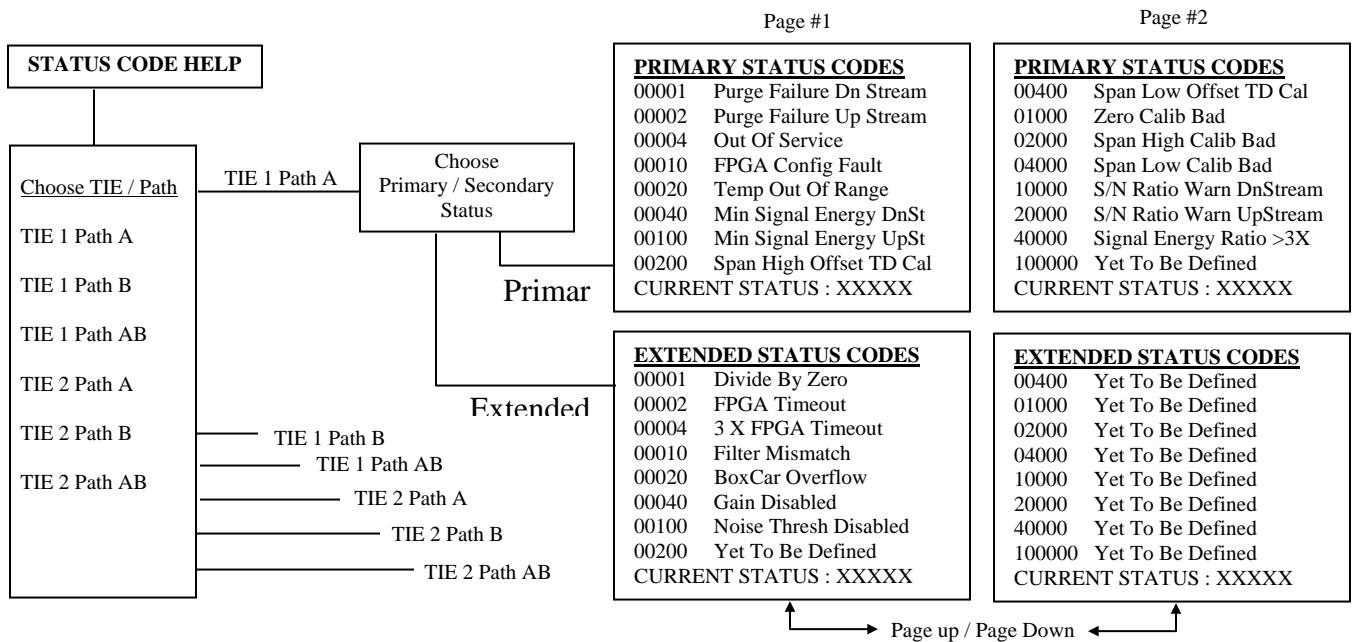 Page #1
Page #2
STATUS CODE HELP
Choose TIE / Path
TIE 1 Path A
TIE 1 Path B
TIE 1 Path AB
TIE 2 Path A
TIE 2 Path B
TIE 2 Path AB
TIE 1 Path A
Choose
Primary / Secondary
Status
Primar
Extended
TIE 1 Path B
TIE 1 Path AB
TIE 2 Path A
TIE 2 Path B
TIE 2 Path AB
PRIMARY STATUS CODES
00001 Purge Failure Dn Stream
00002 Purge Failure Up Stream
00004 Out Of Service
00010 FPGA Config Fault
00020 Temp Out Of Range
00040 Min Signal Energy DnSt
00100 Min Signal Energy UpSt
00200 Span High Offset TD Cal
CURRENT STATUS : XXXXX
PRIMARY STATUS CODES
00400 Span Low Offset TD Cal
01000 Zero Calib Bad
02000 Span High Calib Bad
04000 Span Low Calib Bad
10000 S/N Ratio Warn DnStream
20000 S/N Ratio Warn UpStream
40000 Signal Energy Ratio >3X
100000 Yet To Be Defined
CURRENT STATUS : XXXXX
EXTENDED STATUS CODES
00001 Divide By Zero
00002 FPGA Timeout
00004 3 X FPGA Timeout
00010 Filter Mismatch
00020 BoxCar Overflow
00040 Gain Disabled
00100 Noise Thresh Disabled
00200 Yet To Be Defined
CURRENT STATUS : XXXXX
EXTENDED STATUS CODES
00400 Yet To Be Defined
01000 Yet To Be Defined
02000 Yet To Be Defined
04000 Yet To Be Defined
10000 Yet To Be Defined
20000 Yet To Be Defined
40000 Yet To Be Defined
100000 Yet To Be Defined
CURRENT STATUS : XXXXX
Page up / Page Down